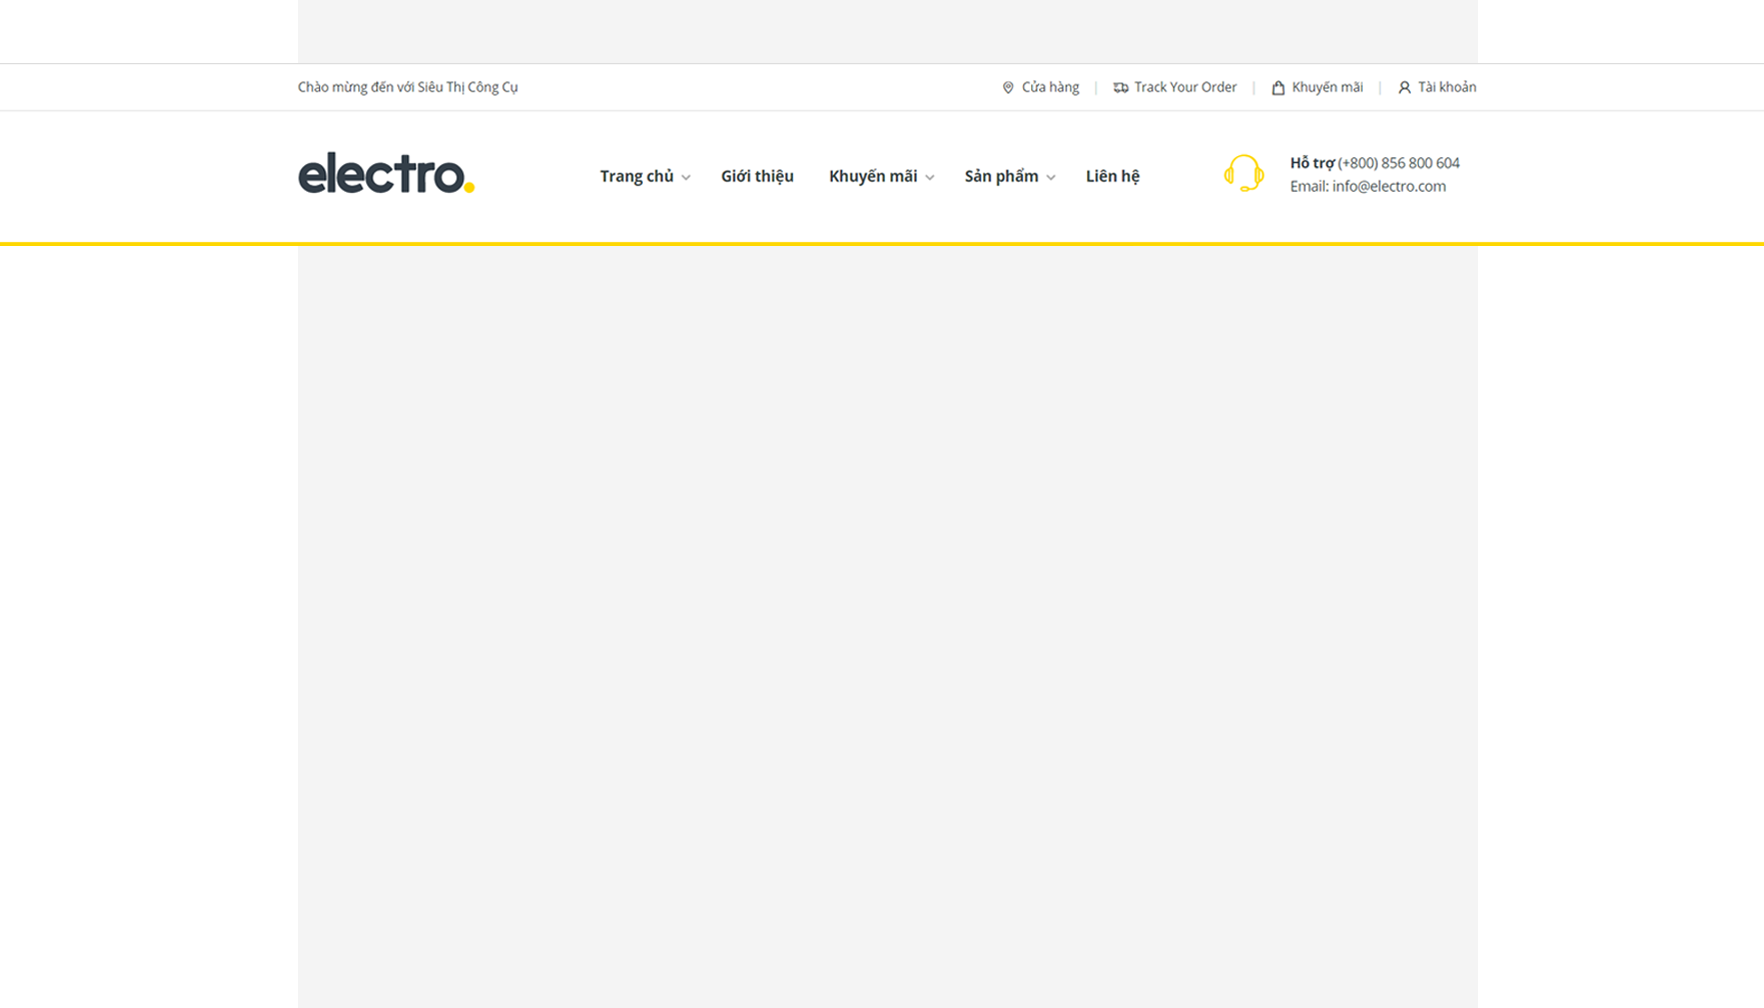 Chào mừng đến với Siêu Thị Công Cụ
Cửa hàng | Track Your Order | Khuyến mãi | Tài khoản
electro.
Trang chủ Giới thiệu Khuyến mãi Sản phẩm Liên hệ
Hỗ trợ (+800) 856 800 604
Email: info@electro.com